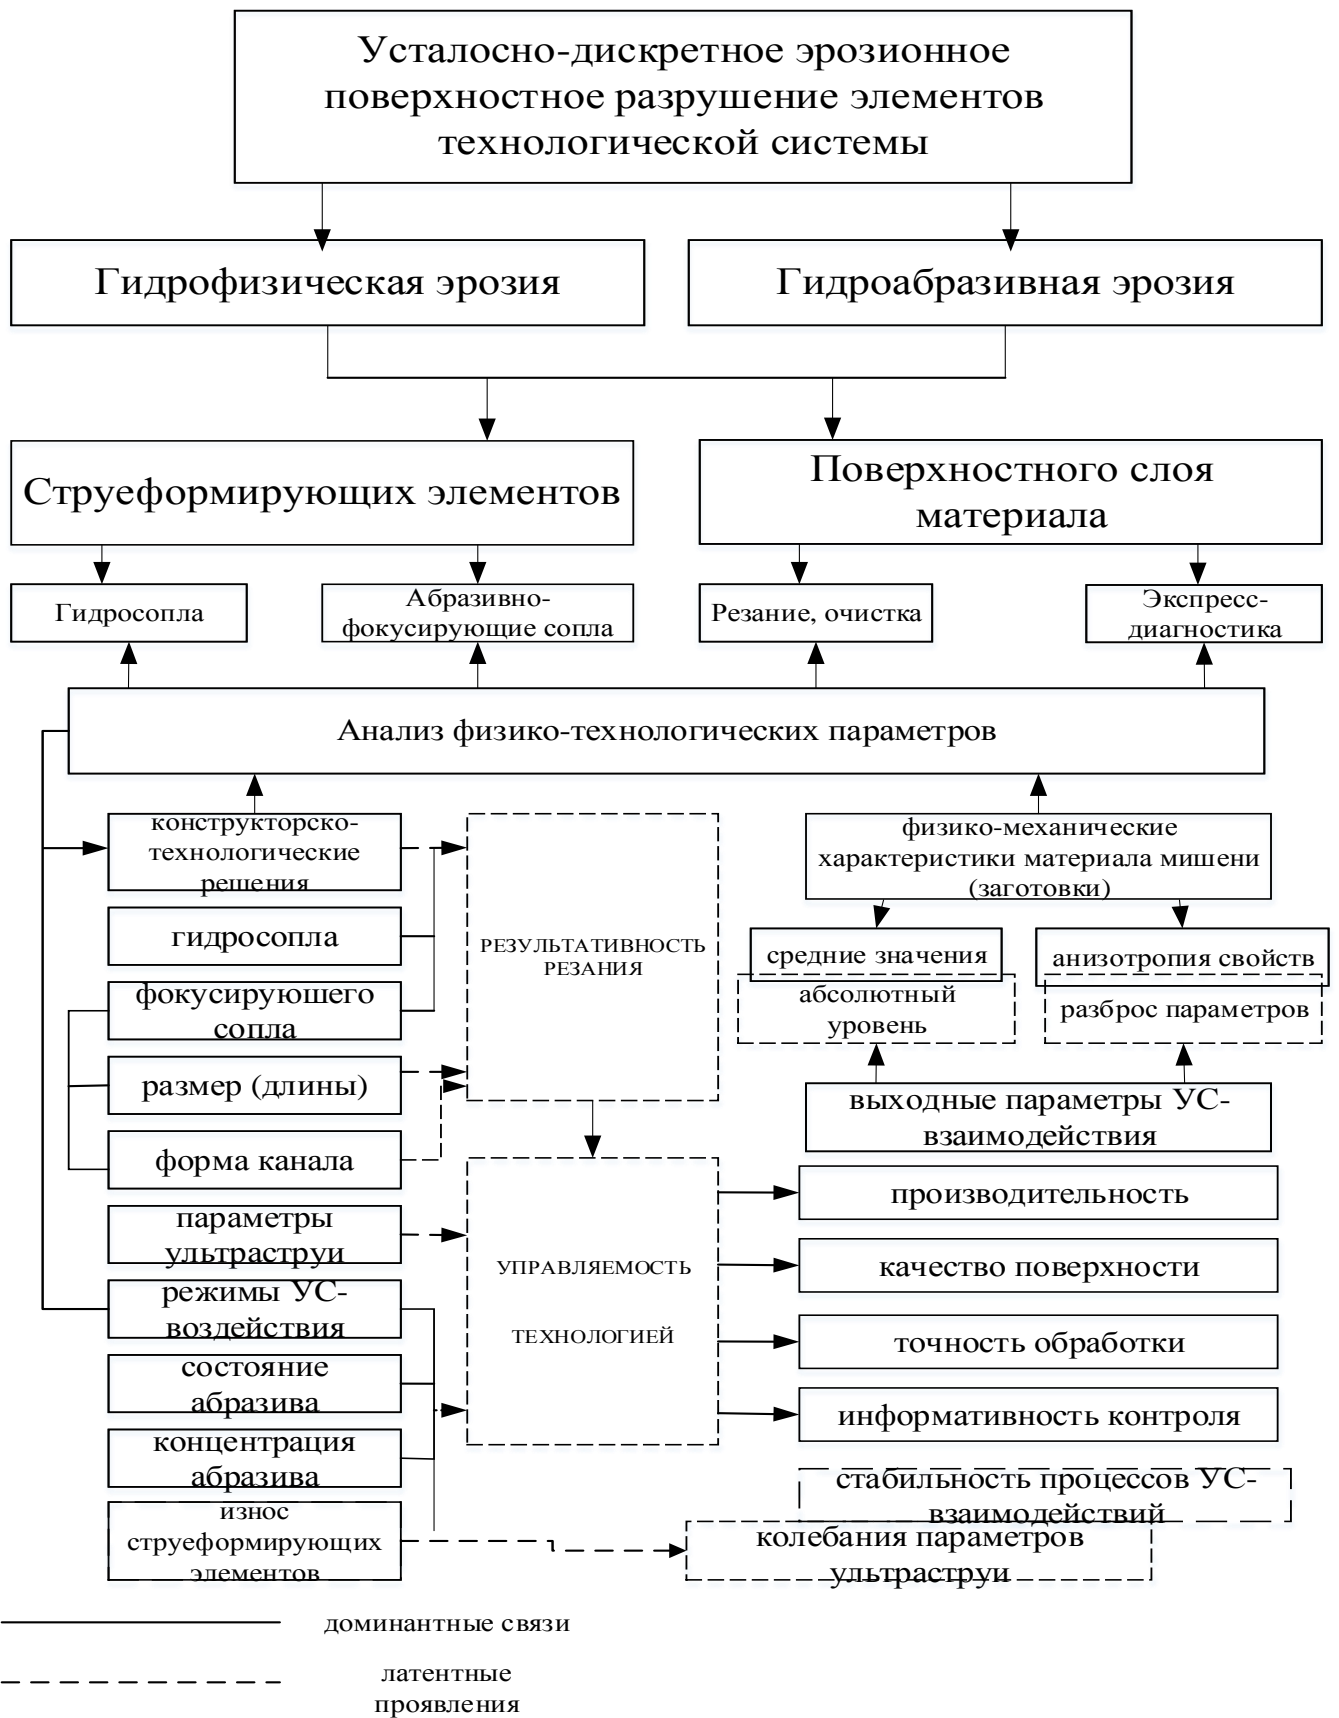 Усталосно-дискретное эрозионное
поверхностное разрушение элементов
технологической системы
Гидрофизическая эрозия
Гидроабразивная эрозия
Струеформирующих элементов
Поверхностного слоя
материала
Гидросопла
Абразивно-
фокусирующие сопла
Резание, очистка
Экспресс-
диагностика
Анализ физико-технологических параметров
конструкторско-
технологические
решения
гидросопла
фокусируюшего
сопла
размер (длины)
форма канала
параметры
ультраструи
режимы УС-
воздействия
состояние
абразива
концентрация
абразива
износ
струеформирующих
элементов
РЕЗУЛЬТАТИВНОСТЬ
РЕЗАНИЯ
УПРАВЛЯЕМОСТЬ
ТЕХНОЛОГИЕЙ
физико-механические
характеристики материала мишени
(заготовки)
средние значения
абсолютный
уровень
анизотропия свойств
разброс параметров
выходные параметры УС-
взаимодействия
производительность
качество поверхности
точность обработки
информативность контроля
стабильность процессов УС-
взаимодействий
колебания параметров
ультраструи
доминантные связи
латентные
проявления